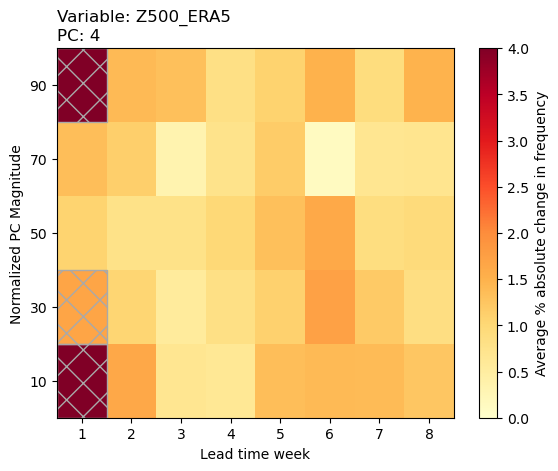 Variable: Z500_ERA5
PC: 4
Normalized PC Magnitude
90
70
50
30
10
1 2 3 4 5 6 7 8
Lead time week
4.0
3.5
3.0
2.5
2.0
1.5
1.0
0.5
0.0
Average % absolute change in frequency